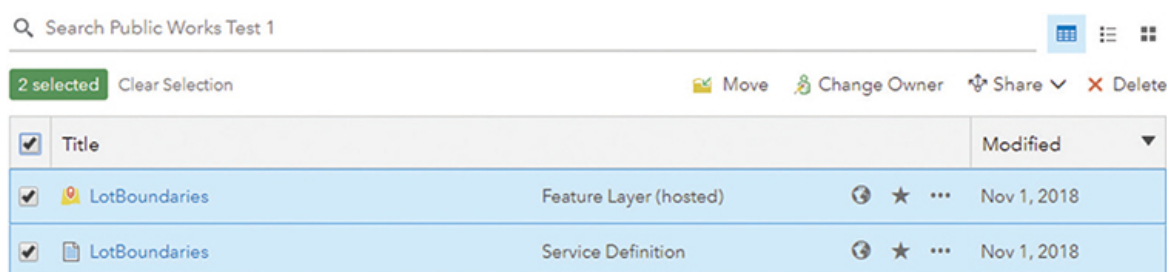 Search Public Works Test 1
2 selected Clear Selection Move Change Owner Share Delete
Title Modified
LotBoundaries Feature Layer (hosted) Nov 1, 2018
LotBoundaries Service Definition Nov 1, 2018